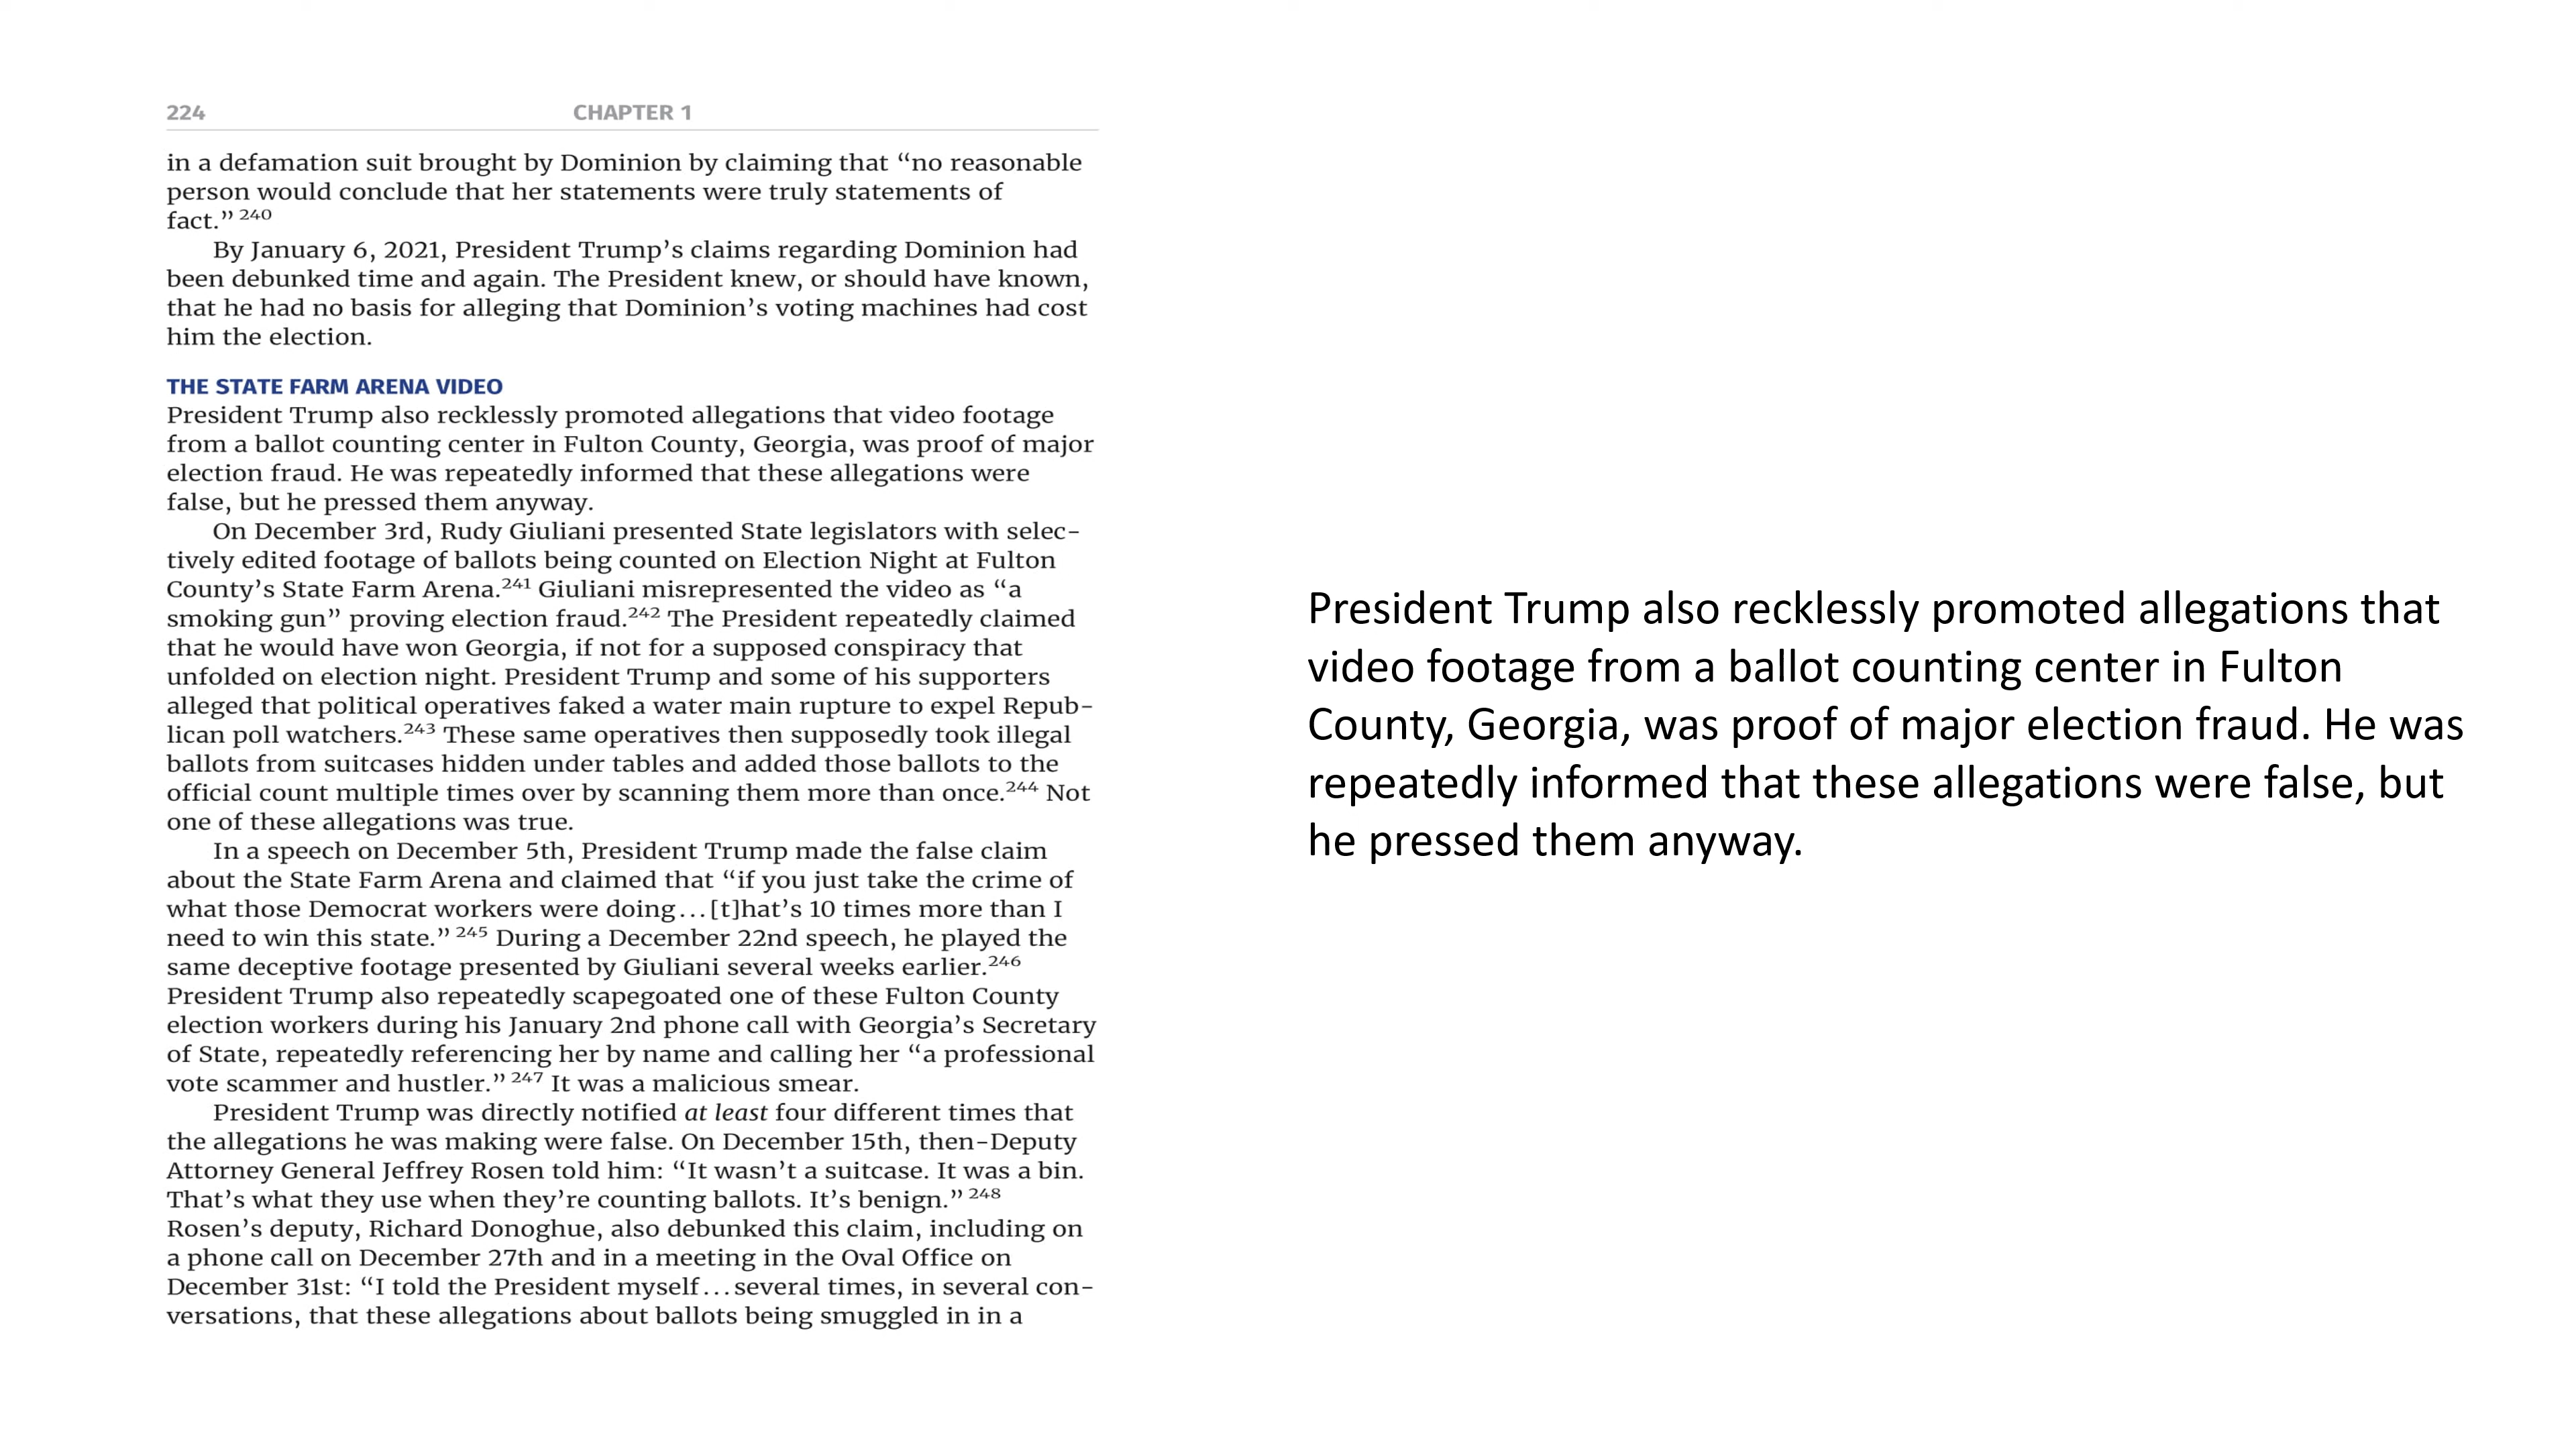 224 CHAPTER 1
in a defamation suit brought by Dominion by claiming that “no reasonable
person would conclude that her statements were truly statements of
fact.” 240
By January 6, 2021, President Trump’s claims regarding Dominion had
been debunked time and again. The President knew, or should have known,
that he had no basis for alleging that Dominion’s voting machines had cost
him the election.
THE STATE FARM ARENA VIDEO
President Trump also recklessly promoted allegations that video footage
from a ballot counting center in Fulton County, Georgia, was proof of major
election fraud. He was repeatedly informed that these allegations were
false, but he pressed them anyway.
On December 3rd, Rudy Giuliani presented State legislators with selec-
tively edited footage of ballots being counted on Election Night at Fulton
County’s State Farm Arena.241 Giuliani misrepresented the video as “a
smoking gun” proving election fraud.242 The President repeatedly claimed
that he would have won Georgia, if not for a supposed conspiracy that
unfolded on election night. President Trump and some of his supporters
alleged that political operatives faked a water main rupture to expel Repub-
lican poll watchers.243 These same operatives then supposedly took illegal
ballots from suitcases hidden under tables and added those ballots to the
official count multiple times over by scanning them more than once.244 Not
one of these allegations was true.
In a speech on December 5th, President Trump made the false claim
about the State Farm Arena and claimed that “if you just take the crime of
what those Democrat workers were doing...[t]hat’s 10 times more than I
need to win this state.” 245 During a December 22nd speech, he played the
same deceptive footage presented by Giuliani several weeks earlier.246
President Trump also repeatedly scapegoated one of these Fulton County
election workers during his January 2nd phone call with Georgia’s Secretary
of State, repeatedly referencing her by name and calling her “a professional
vote scammer and hustler.” 247 It was a malicious smear.
President Trump was directly notified at least four different times that
the allegations he was making were false. On December 15th, then-Deputy
Attorney General Jeffrey Rosen told him: “It wasn’t a suitcase. It was a bin.
That’s what they use when they’re counting ballots. It’s benign.” 248
Rosen’s deputy, Richard Donoghue, also debunked this claim, including on
a phone call on December 27th and in a meeting in the Oval Office on
December 31st: “I told the President myself...several times, in several con-
versations, that these allegations about ballots being smuggled in in a
President Trump also recklessly promoted allegations that
video footage from a ballot counting center in Fulton
County, Georgia, was proof of major election fraud. He was
repeatedly informed that these allegations were false, but
he pressed them anyway.